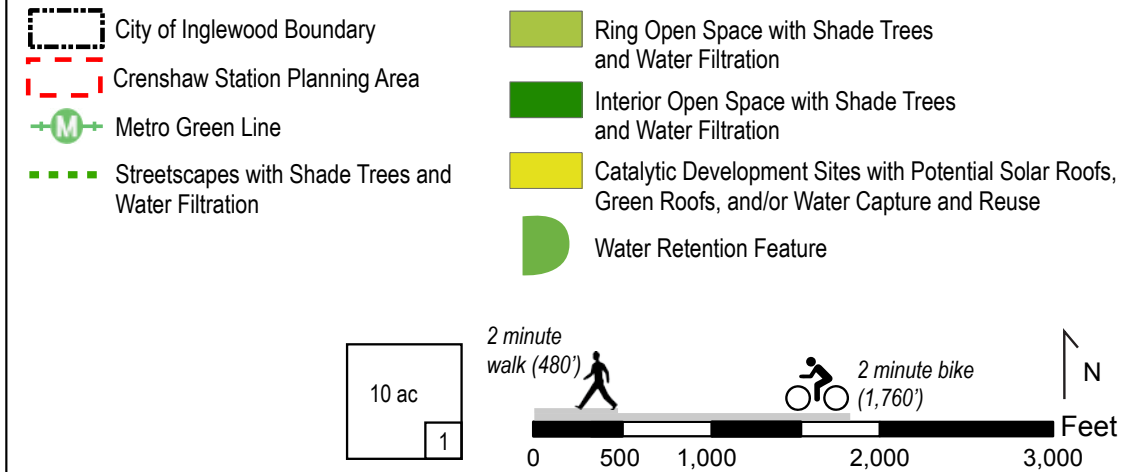 City of Inglewood Boundary
Crenshaw Station Planning Area
M
Metro Green Line
Streetscapes with Shade Trees and
Water Filtration
Ring Open Space with Shade Trees
and Water Filtration
Interior Open Space with Shade Trees
and Water Filtration
Catalytic Development Sites with Potential Solar Roofs,
Green Roofs, and/or Water Capture and Reuse
Water Retention Feature
10 ac
1
2 minute
walk (480')
2 minute bike
(1,760')
N
Feet
0 500 1,000 2,000 3,000